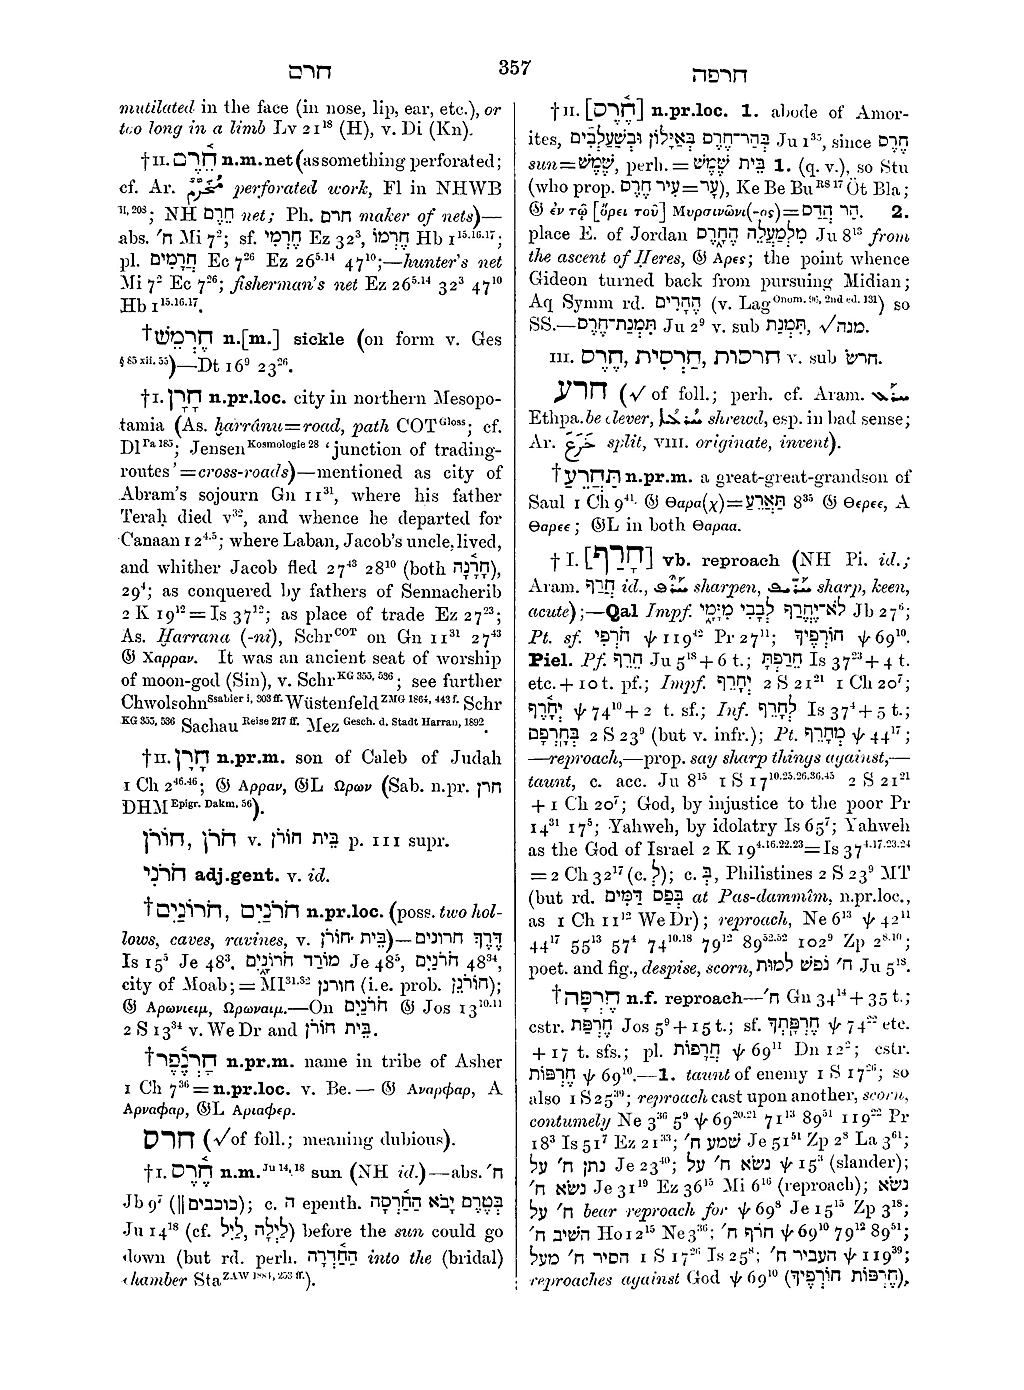 חרם
357
חרפה
mutilated in the face (in nose, lip, ear, etc.), or
too long in a limb Lv 21¹⁸ (H), v. Di (Kn).
†II. חֵ֫רֶם n.m. net (as something perforated;
cf. Ar. perforated work, Fl in NHWB
II, 208; NH חֵרֶם net; Ph. חרם maker of nets)—
abs. ח׳ Mi 7²; sf. חֶרְמִי Ez 32³, חֶרְמוֹ Hb 1¹⁵·¹⁶·¹⁷;
pl. חֲרָמִים Ec 7²⁶ Ez 26⁵·¹⁴ 47¹⁰;—hunter's net
Mi 7² Ec 7²⁶; fisherman's net Ez 26⁵·¹⁴ 32³ 47¹⁰
Hb 1¹⁵·¹⁶·¹⁷.
†חֶרְמֵשׁ n.[m.] sickle (on form v. Ges
§ 85 xii. 55)—Dt 16⁹ 23²⁶.
†I. חָרָן n.pr.loc. city in northern Mesopo-
tamia (As. ḫarrânu=road, path COT Gloss; cf.
Dl Pa 185; Jensen Kosmologie 28 'junction of trading-
routes'=cross-roads)—mentioned as city of
Abram's sojourn Gn 11³¹, where his father
Terah died v³², and whence he departed for
Canaan 12⁴·⁵; where Laban, Jacob's uncle, lived,
and whither Jacob fled 27⁴³ 28¹⁰ (both חָרָ֫נָה),
29⁴; as conquered by fathers of Sennacherib
2 K 19¹²=Is 37¹²; as place of trade Ez 27²³;
As. Ḫarrana (-ni), Schr COT on Gn 11³¹ 27⁴³
𝔊 Χαρραν. It was an ancient seat of worship
of moon-god (Sin), v. Schr KG 355, 536; see further
Chwolsohn Ssabier i, 303 ff. Wüstenfeld ZMG 1864, 443 f. Schr
KG 355, 536 Sachau Reise 217 ff. Mez Gesch. d. Stadt Harran, 1892.
†II. חָרָן n.pr.m. son of Caleb of Judah
1 Ch 2⁴⁶·⁴⁶; 𝔊 Αρραν, 𝔊L Ωρων (Sab. n.pr. חרן
DHM Epigr. Dakm. 56).
חֹרֹן, חוֹרֹן v. בֵּית חוֹרֹן p. 111 supr.
חֹרֹנִי adj.gent. v. id.
†חֹרֹנַיִם, חוֹרֹנַיִם n.pr.loc. (poss. two hol-
lows, caves, ravines, v. בֵּית חוֹרֹן)—דֶּרֶךְ חרונים
Is 15⁵ Je 48³, מוֹרַד חֹרוֹנַיִם Je 48⁵, חֹרֹנַיִם 48³⁴,
city of Moab;=MI³¹·³² חורנן (i.e. prob. חוֹרֹנָן);
𝔊 Αρωνιειμ, Ωρωναιμ.—On חֹרֹנַיִם 𝔊 Jos 13¹⁰·¹¹
2 S 13³⁴ v. We Dr and בֵּית חוֹרֹן.
†חַרְנֶ֫פֶר n.pr.m. name in tribe of Asher
1 Ch 7³⁶=n.pr.loc. v. Be.—𝔊 Αναρφαρ, A
Αρναφαρ, 𝔊L Αριαφερ.
חרס (√of foll.; meaning dubious).
†I. חֶ֫רֶס n.m. Ju 14, 18 sun (NH id.)—abs. ח׳
Jb 9⁷ (‖כּוכבים); c. ה epenth. בְּטֶרֶם יָבֹא הַחַ֫רְסָה
Ju 14¹⁸ (cf. לַיְלָה, לַיִל) before the sun could go
down (but rd. perh. הַחַ֫דְרָה into the (bridal)
chamber Sta ZAW 1884, 253 ff.).
†II. [חֶ֫רֶס] n.pr.loc. 1. abode of Amor-
ites, בְּהַר־חֶרֶס בְּאַיָּלוֹן וּבְשַׁעַלְבִים Ju 1³⁵, since חֶרֶס
sun=שֶׁמֶשׁ, perh.=בֵּית שֶׁמֶשׁ 1. (q. v.), so Stu
(who prop. עִיר חֶרֶס=עָר), Ke Be Bu RS 17 Öt Bla;
𝔊 ἐν τῷ [ὄρει τοῦ] Μυρσινῶνι(-ος)=הַר הֲדַס. 2.
place E. of Jordan מִלְמַעֲלֵה הֶחָרֶס Ju 8¹³ from
the ascent of Heres, 𝔊 Αρες; the point whence
Gideon turned back from pursuing Midian;
Aq Symm rd. הֶחָרִים (v. Lag Onom. 96, 2nd ed. 131) so
SS.—תִּמְנַת־חֶרֶס Ju 2⁹ v. sub תִּמְנַת, √מנה.
III. חֶרֶס, חַרְסִית, חרסות v. sub חרשׂ.
חרע (√ of foll.; perh. cf. Aram.
Ethpa. be clever, shrewd, esp. in bad sense;
Ar. split, VIII. originate, invent).
†תַּחְרֵעַ n.pr.m. a great-great-grandson of
Saul 1 Ch 9⁴¹· 𝔊 Θαρα(χ)=תַּאְרֵעַ 8³⁵ 𝔊 Θερεε, A
Θαρεε; 𝔊L in both Θαραα.
†I. [חָרַף] vb. reproach (NH Pi. id.;
Aram. חֲרַף id., sharpen, sharp, keen,
acute);—Qal Impf. לֹא־יֶחֱרַף לְבָבִי מִיָּמָי Jb 27⁶;
Pt. sf. חֹרְפִי ψ 119⁴² Pr 27¹¹; חוֹרְפֶיךָ ψ 69¹⁰.
Piel. Pf. חֵרֵף Ju 5¹⁸+6 t.; חֵרַפְתָּ Is 37²³+4 t.
etc.+10 t. pf.; Impf. יְחָרֵף 2 S 21²¹ 1 Ch 20⁷;
יְחָ֫רֶף ψ 74¹⁰+2 t. sf.; Inf. לְחָרֵף Is 37⁴+5 t.;
בְּחָרְפָם 2 S 23⁹ (but v. infr.); Pt. מְחָרֵף ψ 44¹⁷;
—reproach,—prop. say sharp things against,—
taunt, c. acc. Ju 8¹⁵ 1 S 17¹⁰·²⁵·²⁶·³⁶·⁴⁵ 2 S 21²¹
+1 Ch 20⁷; God, by injustice to the poor Pr
14³¹ 17⁵; Yahweh, by idolatry Is 65⁷; Yahweh
as the God of Israel 2 K 19⁴·¹⁶·²²·²³=Is 37⁴·¹⁷·²³·²⁴
=2 Ch 32¹⁷ (c. לְ); c. בְּ, Philistines 2 S 23⁹ MT
(but rd. בְּפַס דַּמִּים at Pas-dammîm, n.pr.loc.,
as 1 Ch 11¹² We Dr); reproach, Ne 6¹³ ψ 42¹¹
44¹⁷ 55¹³ 57⁴ 74¹⁰·¹⁸ 79¹² 89⁵²·⁵² 102⁹ Zp 2⁸·¹⁰;
poet. and fig., despise, scorn, ח׳ נַפְשׁוֹ לָמוּת Ju 5¹⁸.
†חֶרְפָּה n.f. reproach—ח׳ Gn 34¹⁴+35 t.;
cstr. חֶרְפַּת Jos 5⁹+15 t.; sf. חֶרְפָּתְךָ ψ 74²² etc.
+17 t. sfs.; pl. חֲרָפוֹת ψ 69¹¹ Dn 12²; cstr.
חֶרְפּוֹת ψ 69¹⁰.—1. taunt of enemy 1 S 17²⁶; so
also 1 S 25³⁹; reproach cast upon another, scorn,
contumely Ne 3³⁶ 5⁹ ψ 69²⁰·²¹ 71¹³ 89⁵¹ 119²² Pr
18³ Is 51⁷ Ez 21³³; שׁמע ח׳ Je 51⁵¹ Zp 2⁸ La 3⁶¹;
נתן ח׳ על Je 23⁴⁰; נשׂא ח׳ על ψ 15³ (slander);
נשׂא ח׳ Je 31¹⁹ Ez 36¹⁵ Mi 6¹⁶ (reproach); נשׂא
ח׳ על bear reproach for ψ 69⁸ Je 15¹⁵ Zp 3¹⁸;
השׁיב ח׳ Ho 12¹⁵ Ne 3³⁶; חרף ח׳ ψ 69¹⁰ 79¹² 89⁵¹;
הסיר ח׳ מעל 1 S 17²⁶ Is 25⁸; העביר ח׳ ψ 119³⁹;
reproaches against God ψ 69¹⁰ (חֶרְפּוֹת חוֹרְפֶיךָ),